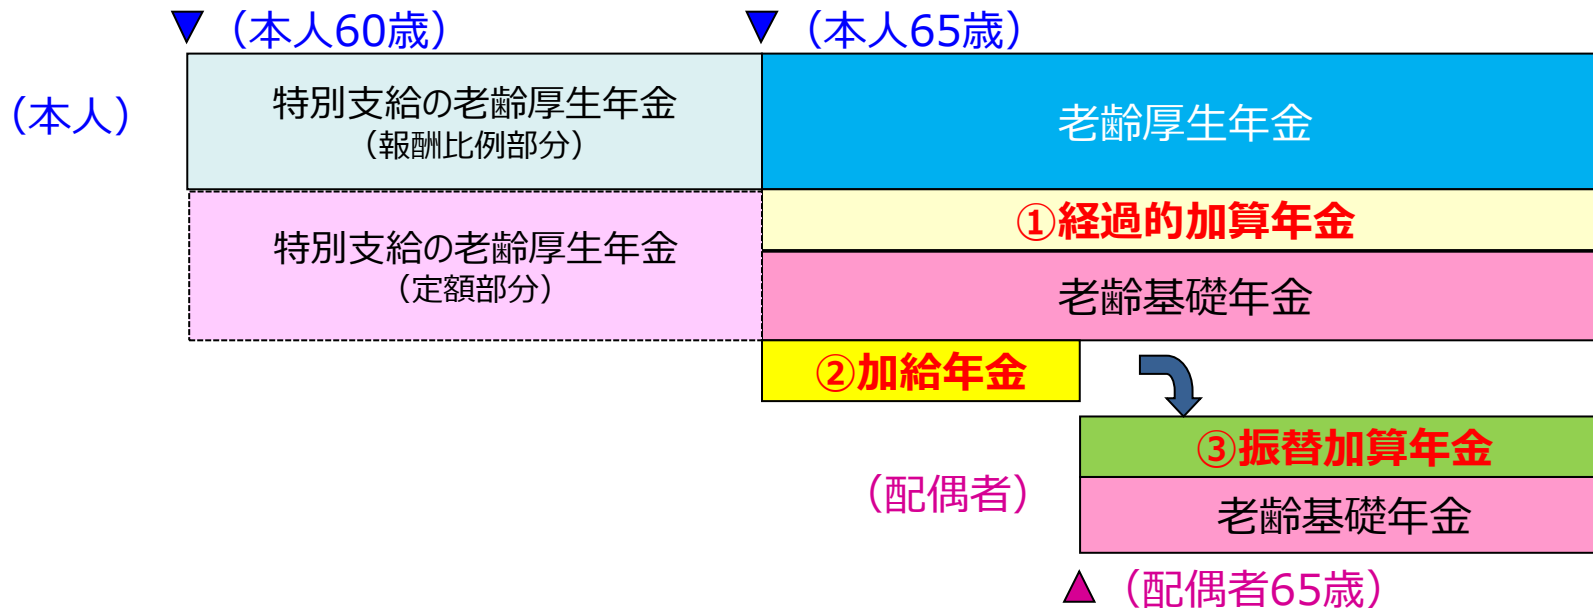 （本人60歳）
（本人65歳）
（本人）
特別支給の老齢厚生年金
（報酬比例部分）
老齢厚生年金
①経過的加算年金
特別支給の老齢厚生年金
（定額部分）
老齢基礎年金
②加給年金
③振替加算年金
（配偶者）
老齢基礎年金
（配偶者65歳）